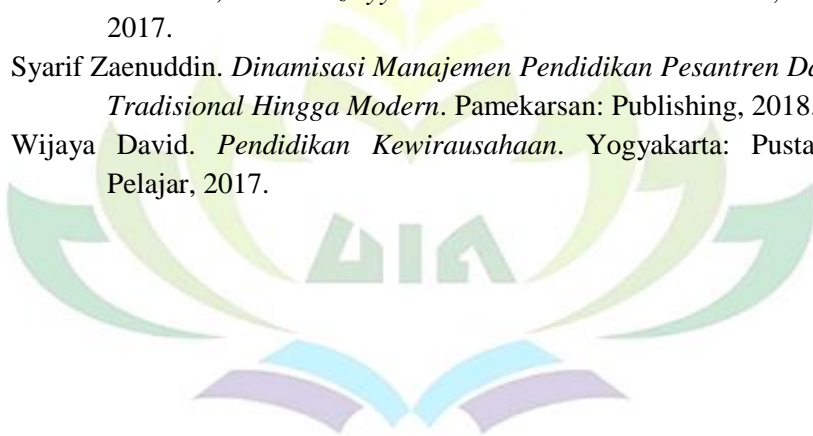 2017.
Syarif Zaenuddin. Dinamisasi Manajemen Pendidikan Pesantren Da
Tradisional Hingga Modern. Pamekarsan: Publishing, 2018.
Wijaya David. Pendidikan Kewirausahaan. Yogyakarta: Pusta
Pelajar, 2017.
UIN